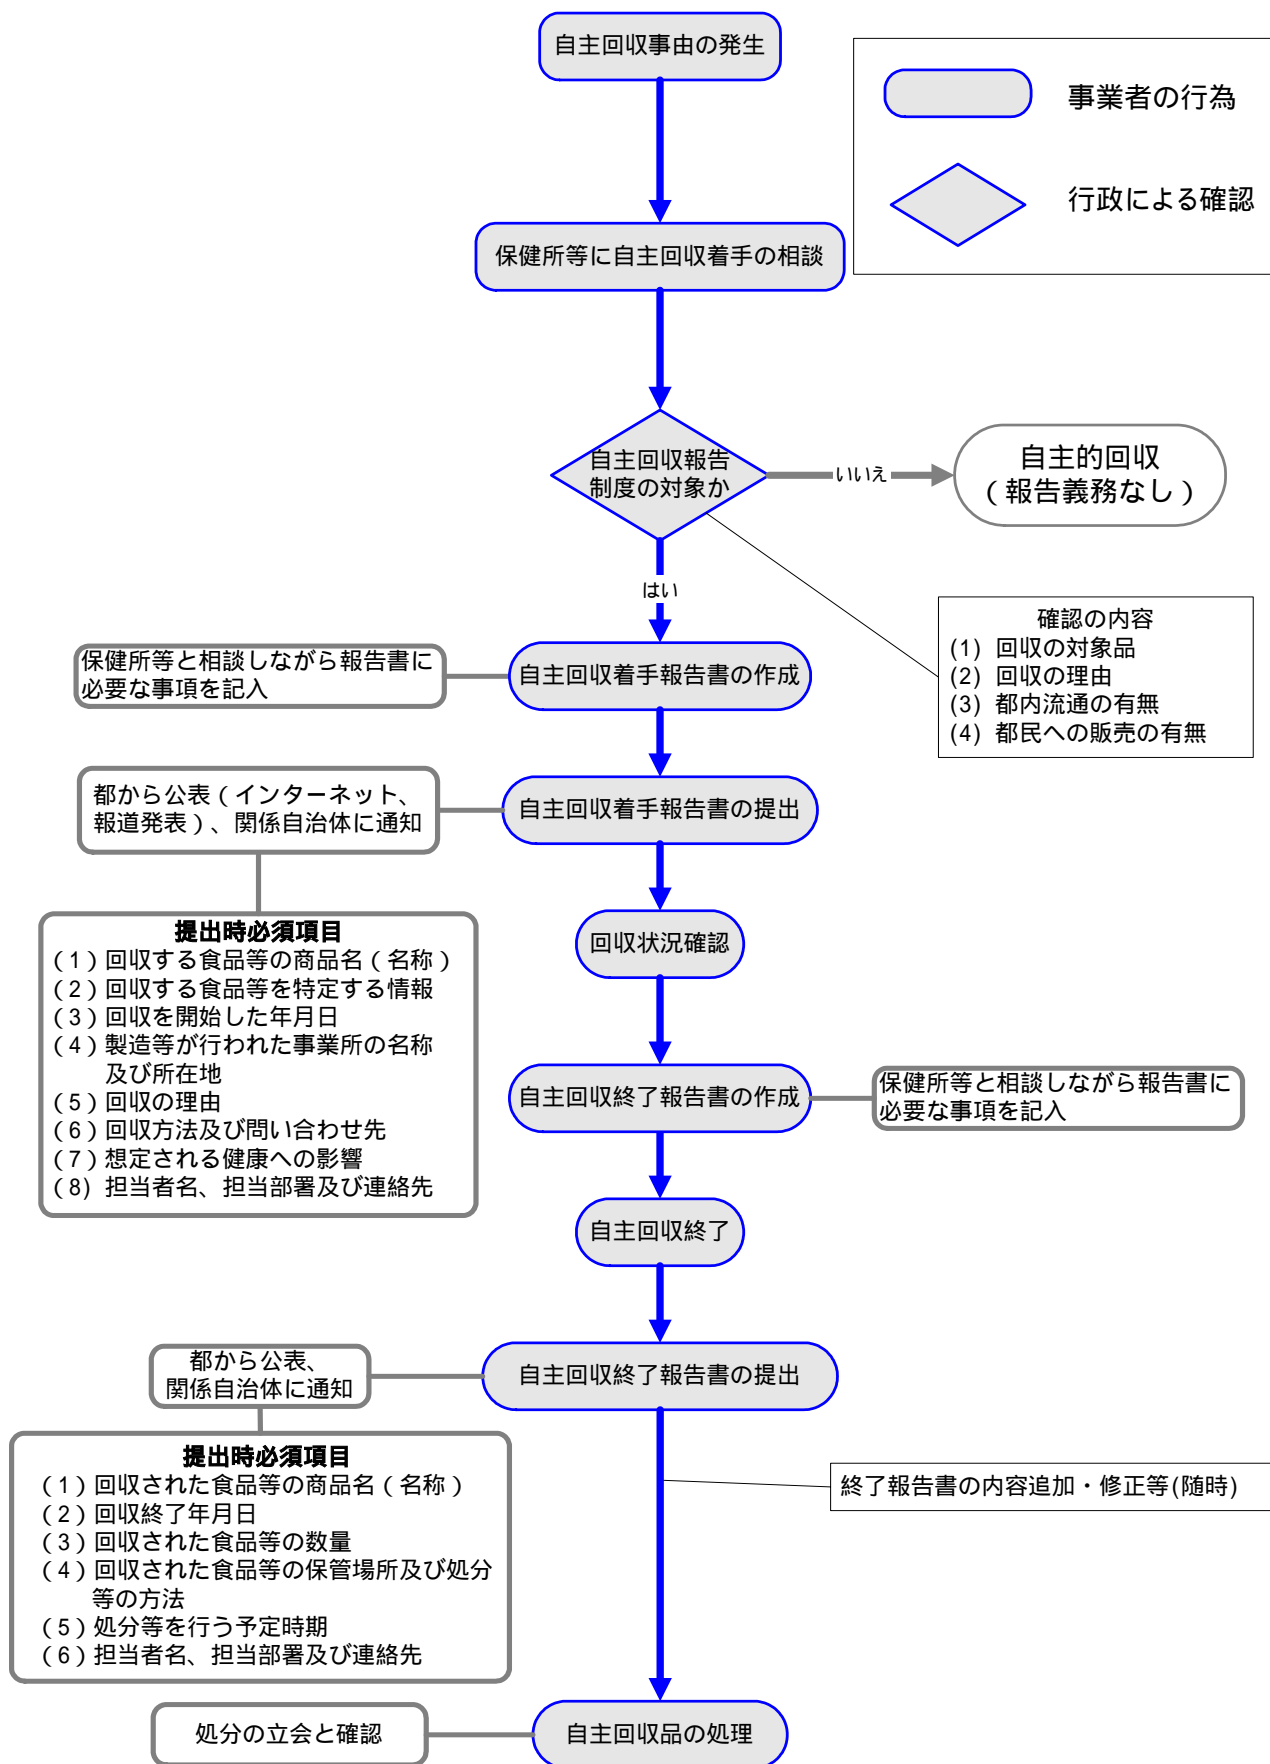 自主回収事由の発生
事業者の行為
行政による確認
保健所等に自主回収着手の相談
自主回収報告
制度の対象か
いいえ
自主的回収
（報告義務なし）
はい
確認の内容
(1) 回収の対象品
(2) 回収の理由
(3) 都内流通の有無
(4) 都民への販売の有無
保健所等と相談しながら報告書に
必要な事項を記入
自主回収着手報告書の作成
都から公表（インターネット、
報道発表）、関係自治体に通知
自主回収着手報告書の提出
提出時必須項目
（1）回収する食品等の商品名（名称）
（2）回収する食品等を特定する情報
（3）回収を開始した年月日
（4）製造等が行われた事業所の名称
及び所在地
（5）回収の理由
（6）回収方法及び問い合わせ先
（7）想定される健康への影響
（8）担当者名、担当部署及び連絡先
回収状況確認
自主回収終了報告書の作成
保健所等と相談しながら報告書に
必要な事項を記入
自主回収終了
都から公表、
関係自治体に通知
自主回収終了報告書の提出
提出時必須項目
（1）回収された食品等の商品名（名称）
（2）回収終了年月日
（3）回収された食品等の数量
（4）回収された食品等の保管場所及び処分
等の方法
（5）処分等を行う予定時期
（6）担当者名、担当部署及び連絡先
終了報告書の内容追加・修正等(随時)
処分の立会と確認
自主回収品の処理